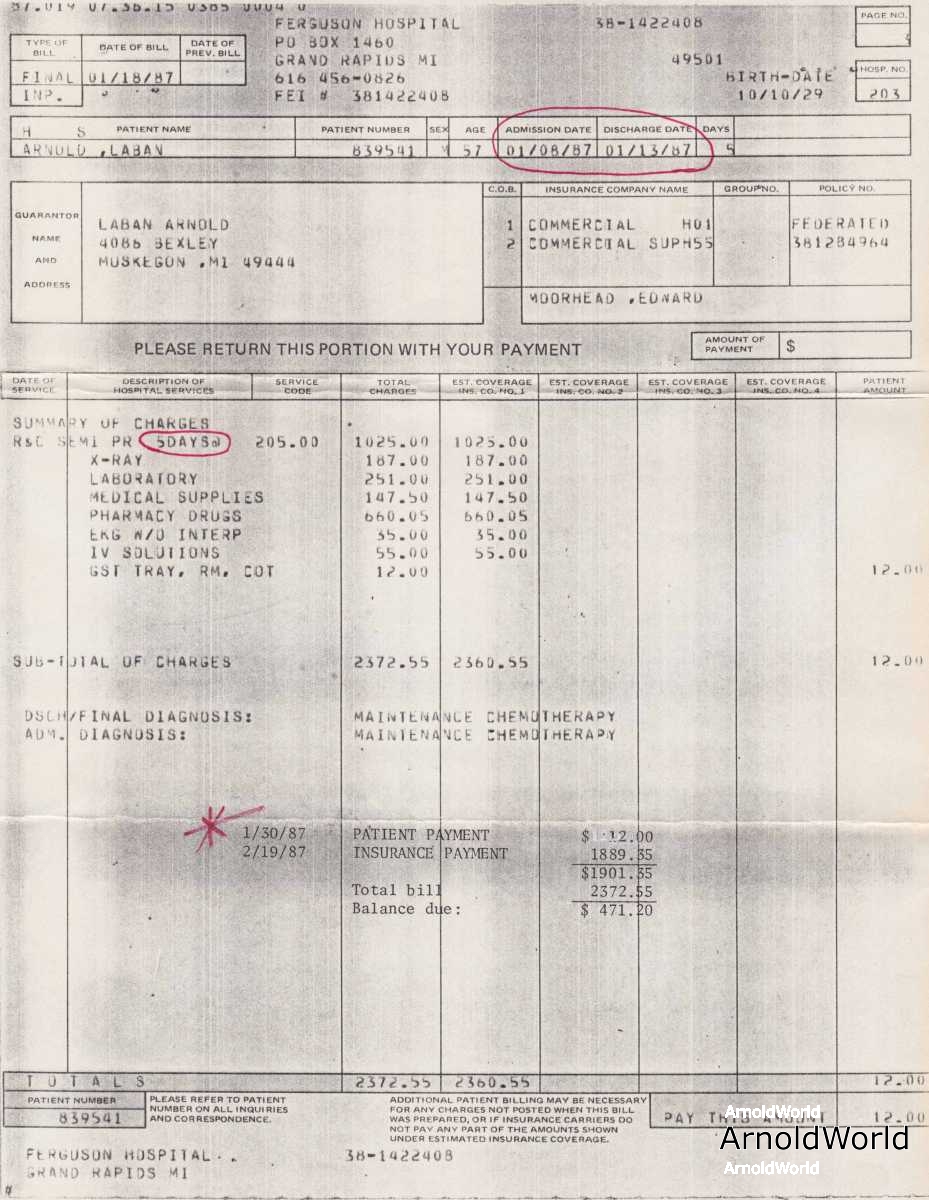 87.019 07.38.15 0385 0004 0
FERGUSON HOSPITAL 38-1422408
PO BOX 1460
GRAND RAPIDS MI 49501
616 456-0826
FEI # 381422408
PAGE NO.
TYPE OF BILL DATE OF BILL DATE OF PREV. BILL
FINAL 01/18/87
INP.
BIRTH-DATE
10/10/29
HOSP. NO.
203
H S PATIENT NAME PATIENT NUMBER SEX AGE ADMISSION DATE DISCHARGE DATE DAYS
ARNOLD ,LABAN 839541 M 57 01/08/87 01/13/87 5
GUARANTOR NAME AND ADDRESS
LABAN ARNOLD
4086 BEXLEY
MUSKEGON ,MI 49444
C.O.B. INSURANCE COMPANY NAME GROUP NO. POLICY NO.
1 COMMERCIAL H01 FEDERATED
2 COMMERCIAL SUPH55 381284964
MOORHEAD ,EDWARD
PLEASE RETURN THIS PORTION WITH YOUR PAYMENT
AMOUNT OF PAYMENT $
DATE OF SERVICE DESCRIPTION OF HOSPITAL SERVICES SERVICE CODE TOTAL CHARGES EST. COVERAGE INS. CO. NO. 1 EST. COVERAGE INS. CO. NO. 2 EST. COVERAGE INS. CO. NO. 3 EST. COVERAGE INS. CO. NO. 4 PATIENT AMOUNT
SUMMARY OF CHARGES
R&C SEMI PR 5DAYS@ 205.00 1025.00 1025.00
X-RAY 187.00 187.00
LABORATORY 251.00 251.00
MEDICAL SUPPLIES 147.50 147.50
PHARMACY DRUGS 660.05 660.05
EKG W/O INTERP 35.00 35.00
IV SOLUTIONS 55.00 55.00
GST TRAY, RM, COT 12.00 12.00
SUB-TOTAL OF CHARGES 2372.55 2360.55 12.00
DSCH/FINAL DIAGNOSIS: MAINTENANCE CHEMOTHERAPY
ADM. DIAGNOSIS: MAINTENANCE CHEMOTHERAPY
1/30/87 PATIENT PAYMENT $ 12.00
2/19/87 INSURANCE PAYMENT 1889.35
$1901.35
Total bill 2372.55
Balance due: $ 471.20
TOTALS 2372.55 2360.55 12.00
PATIENT NUMBER
839541
PLEASE REFER TO PATIENT
NUMBER ON ALL INQUIRIES
AND CORRESPONDENCE.
ADDITIONAL PATIENT BILLING MAY BE NECESSARY
FOR ANY CHARGES NOT POSTED WHEN THIS BILL
WAS PREPARED, OR IF INSURANCE CARRIERS DO
NOT PAY ANY PART OF THE AMOUNTS SHOWN
UNDER ESTIMATED INSURANCE COVERAGE.
PAY THIS AMOUNT 12.00
ArnoldWorld
ArnoldWorld
ArnoldWorld
FERGUSON HOSPITAL 38-1422408
GRAND RAPIDS MI
#